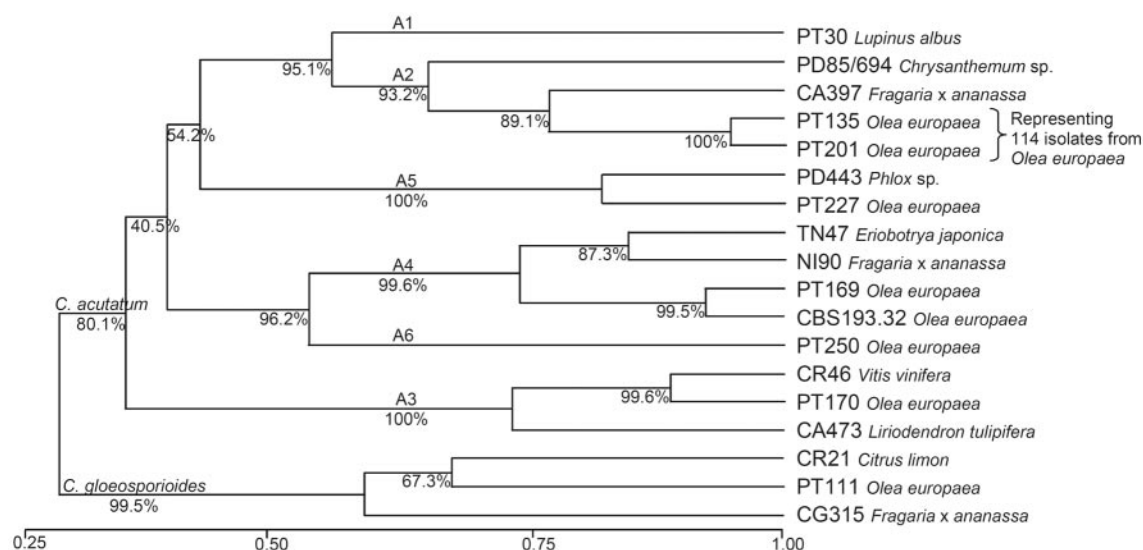 A1
PT30 Lupinus albus
95.1%
A2
PD85/694 Chrysanthemum sp.
93.2%
CA397 Fragaria x ananassa
89.1%
PT135 Olea europaea
100%
PT201 Olea europaea
Representing
114 isolates from
Olea europaea
54.2%
A5
PD443 Phlox sp.
100%
PT227 Olea europaea
40.5%
TN47 Eriobotrya japonica
87.3%
A4
NI90 Fragaria x ananassa
99.6%
PT169 Olea europaea
99.5%
C. acutatum
80.1%
96.2%
CBS193.32 Olea europaea
A6
PT250 Olea europaea
CR46 Vitis vinifera
99.6%
A3
PT170 Olea europaea
100%
CA473 Liriodendron tulipifera
CR21 Citrus limon
67.3%
C. gloeosporioides
PT111 Olea europaea
99.5%
CG315 Fragaria x ananassa
0.25 0.50 0.75 1.00